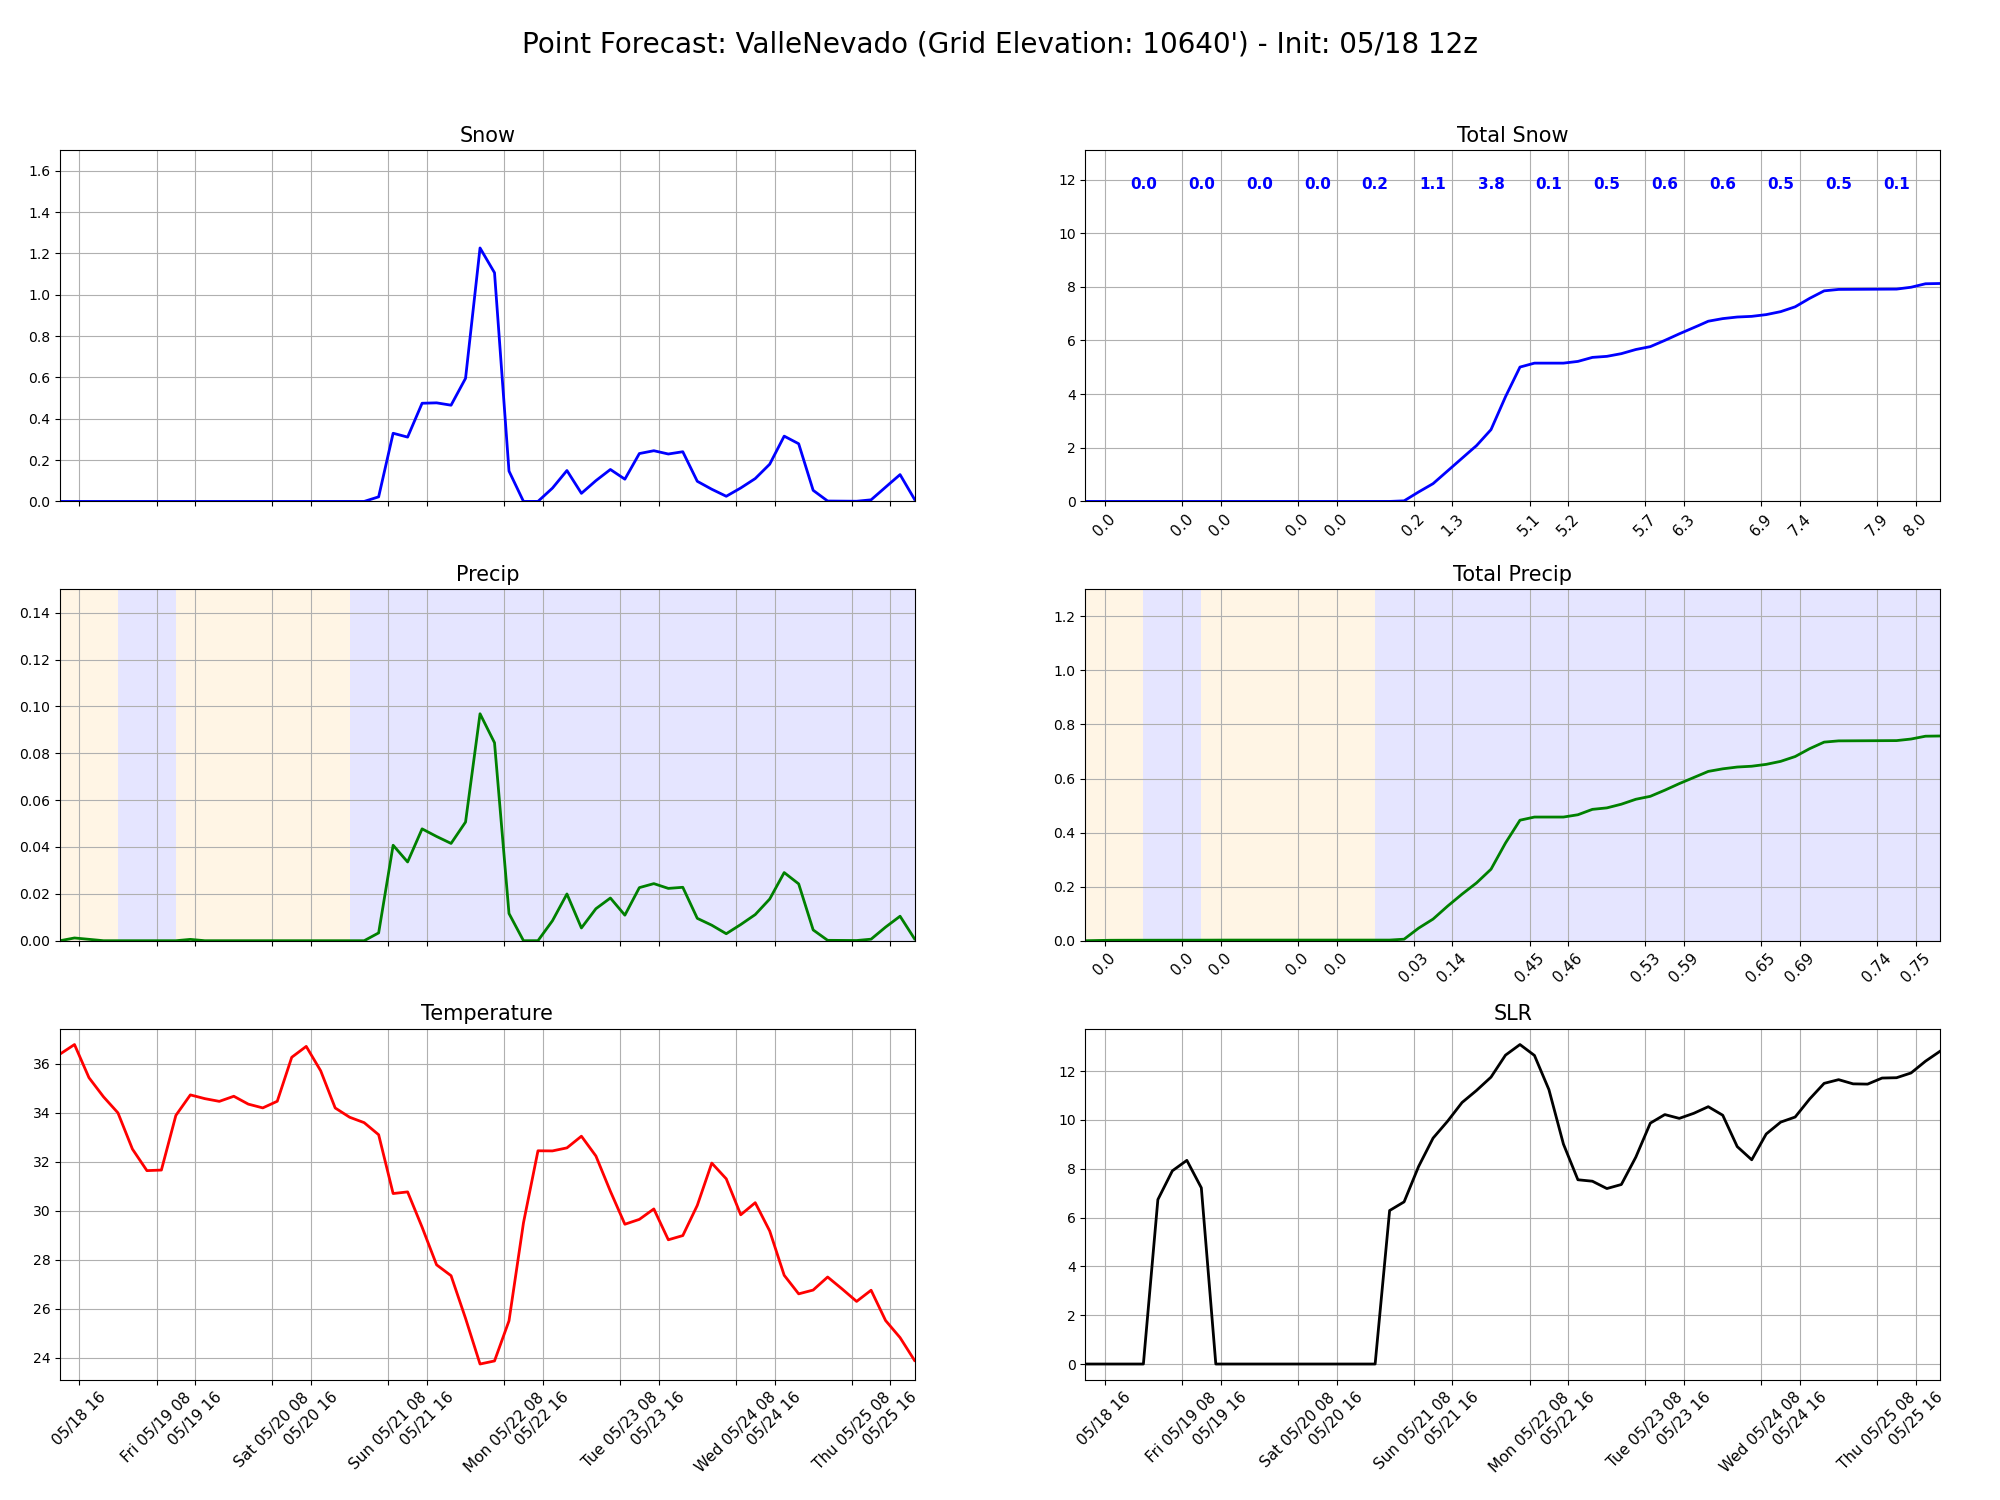 Point Forecast: ValleNevado (Grid Elevation: 10640') - Init: 05/18 12z
Snow
1.6
1.4
1.2
1.0
0.8
0.6
0.4
0.2
0.0
Total Snow
12
10
8
6
4
2
0
0.0 0.0 0.0 0.0 0.2 1.1 3.8 0.1 0.5 0.6 0.6 0.5 0.5 0.1
0.0 0.0 0.0 0.0 0.0 0.2 1.3 5.1 5.2 5.7 6.3 6.9 7.4 7.9 8.0
Precip
0.14
0.12
0.10
0.08
0.06
0.04
0.02
0.00
Total Precip
1.2
1.0
0.8
0.6
0.4
0.2
0.0
0.0 0.0 0.0 0.0 0.0 0.03 0.14 0.45 0.46 0.53 0.59 0.65 0.69 0.74 0.75
Temperature
36
34
32
30
28
26
24
05/18 16
Fri 05/19 08
05/19 16
Sat 05/20 08
05/20 16
Sun 05/21 08
05/21 16
Mon 05/22 08
05/22 16
Tue 05/23 08
05/23 16
Wed 05/24 08
05/24 16
Thu 05/25 08
05/25 16
SLR
12
10
8
6
4
2
0
05/18 16
Fri 05/19 08
05/19 16
Sat 05/20 08
05/20 16
Sun 05/21 08
05/21 16
Mon 05/22 08
05/22 16
Tue 05/23 08
05/23 16
Wed 05/24 08
05/24 16
Thu 05/25 08
05/25 16